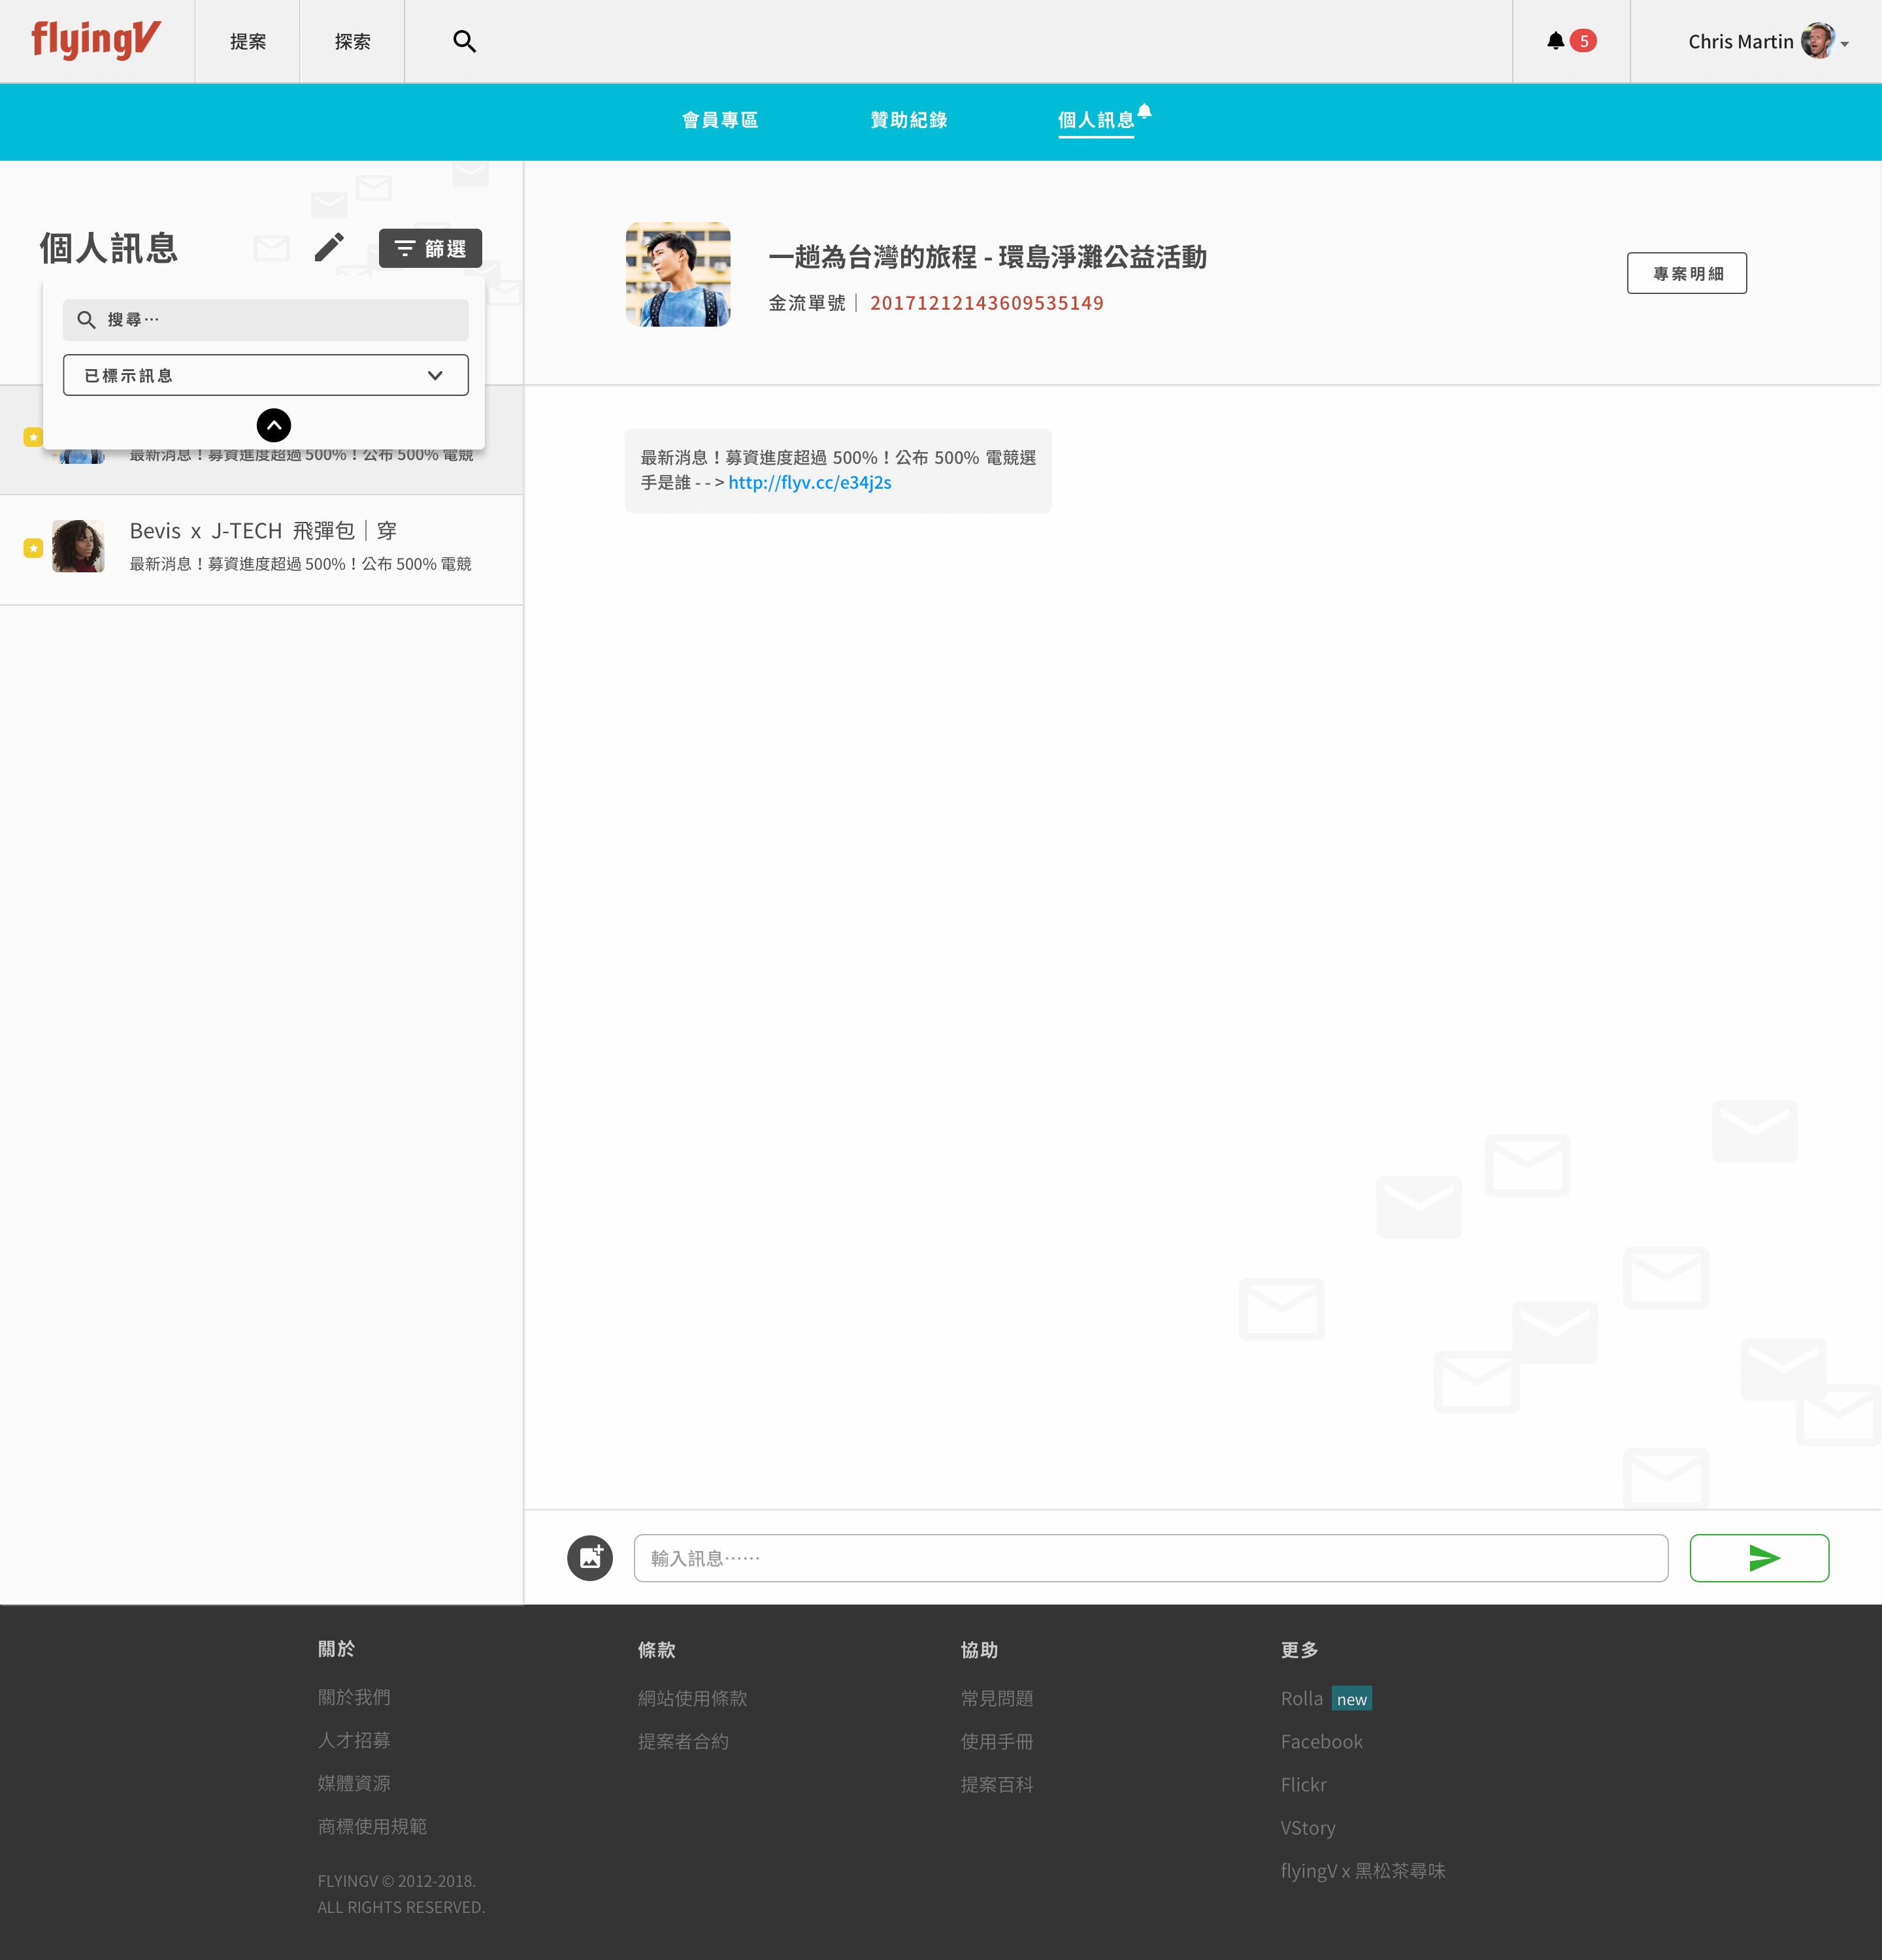 flyingV
提案
探索
5
Chris Martin
會員專區
贊助紀錄
個人訊息
個人訊息
篩選
搜尋…
已標示訊息
最新消息！募資進度超過 500%！公布 500% 電競
Bevis x J-TECH 飛彈包｜穿
最新消息！募資進度超過 500%！公布 500% 電競
一趟為台灣的旅程 - 環島淨灘公益活動
金流單號｜ 20171212143609535149
專案明細
最新消息！募資進度超過 500%！公布 500% 電競選
手是誰 - - > http://flyv.cc/e34j2s
輸入訊息……
關於
關於我們
人才招募
媒體資源
商標使用規範
FLYINGV © 2012-2018.
ALL RIGHTS RESERVED.
條款
網站使用條款
提案者合約
協助
常見問題
使用手冊
提案百科
更多
Rolla new
Facebook
Flickr
VStory
flyingV x 黑松茶尋味